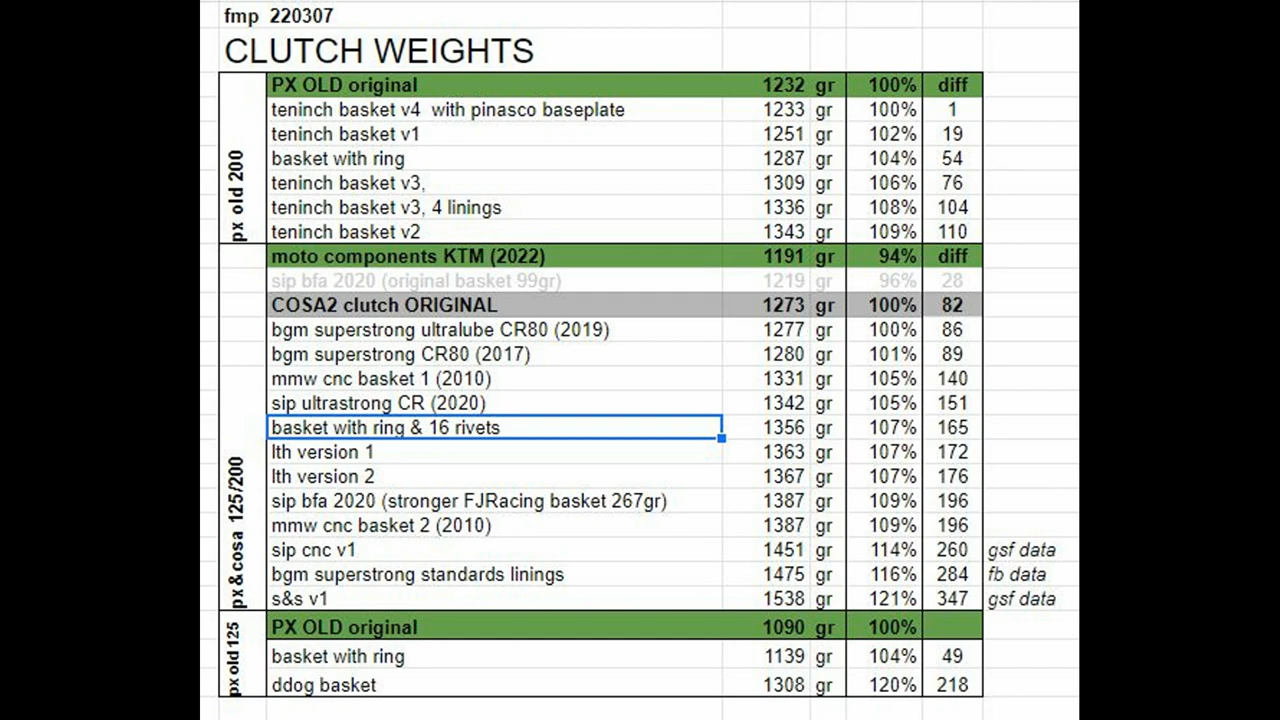 fmp 220307
CLUTCH WEIGHTS
px old 200
PX OLD original 1232 gr 100% diff
teninch basket v4 with pinasco baseplate 1233 gr 100% 1
teninch basket v1 1251 gr 102% 19
basket with ring 1287 gr 104% 54
teninch basket v3, 1309 gr 106% 76
teninch basket v3, 4 linings 1336 gr 108% 104
teninch basket v2 1343 gr 109% 110
px & cosa 125/200
moto components KTM (2022) 1191 gr 94% diff
sip bfa 2020 (original basket 99gr) 1219 gr 96% 28
COSA2 clutch ORIGINAL 1273 gr 100% 82
bgm superstrong ultralube CR80 (2019) 1277 gr 100% 86
bgm superstrong CR80 (2017) 1280 gr 101% 89
mmw cnc basket 1 (2010) 1331 gr 105% 140
sip ultrastrong CR (2020) 1342 gr 105% 151
basket with ring & 16 rivets 1356 gr 107% 165
lth version 1 1363 gr 107% 172
lth version 2 1367 gr 107% 176
sip bfa 2020 (stronger FJRacing basket 267gr) 1387 gr 109% 196
mmw cnc basket 2 (2010) 1387 gr 109% 196
sip cnc v1 1451 gr 114% 260 gsf data
bgm superstrong standards linings 1475 gr 116% 284 fb data
s&s v1 1538 gr 121% 347 gsf data
px old 125
PX OLD original 1090 gr 100%
basket with ring 1139 gr 104% 49
ddog basket 1308 gr 120% 218